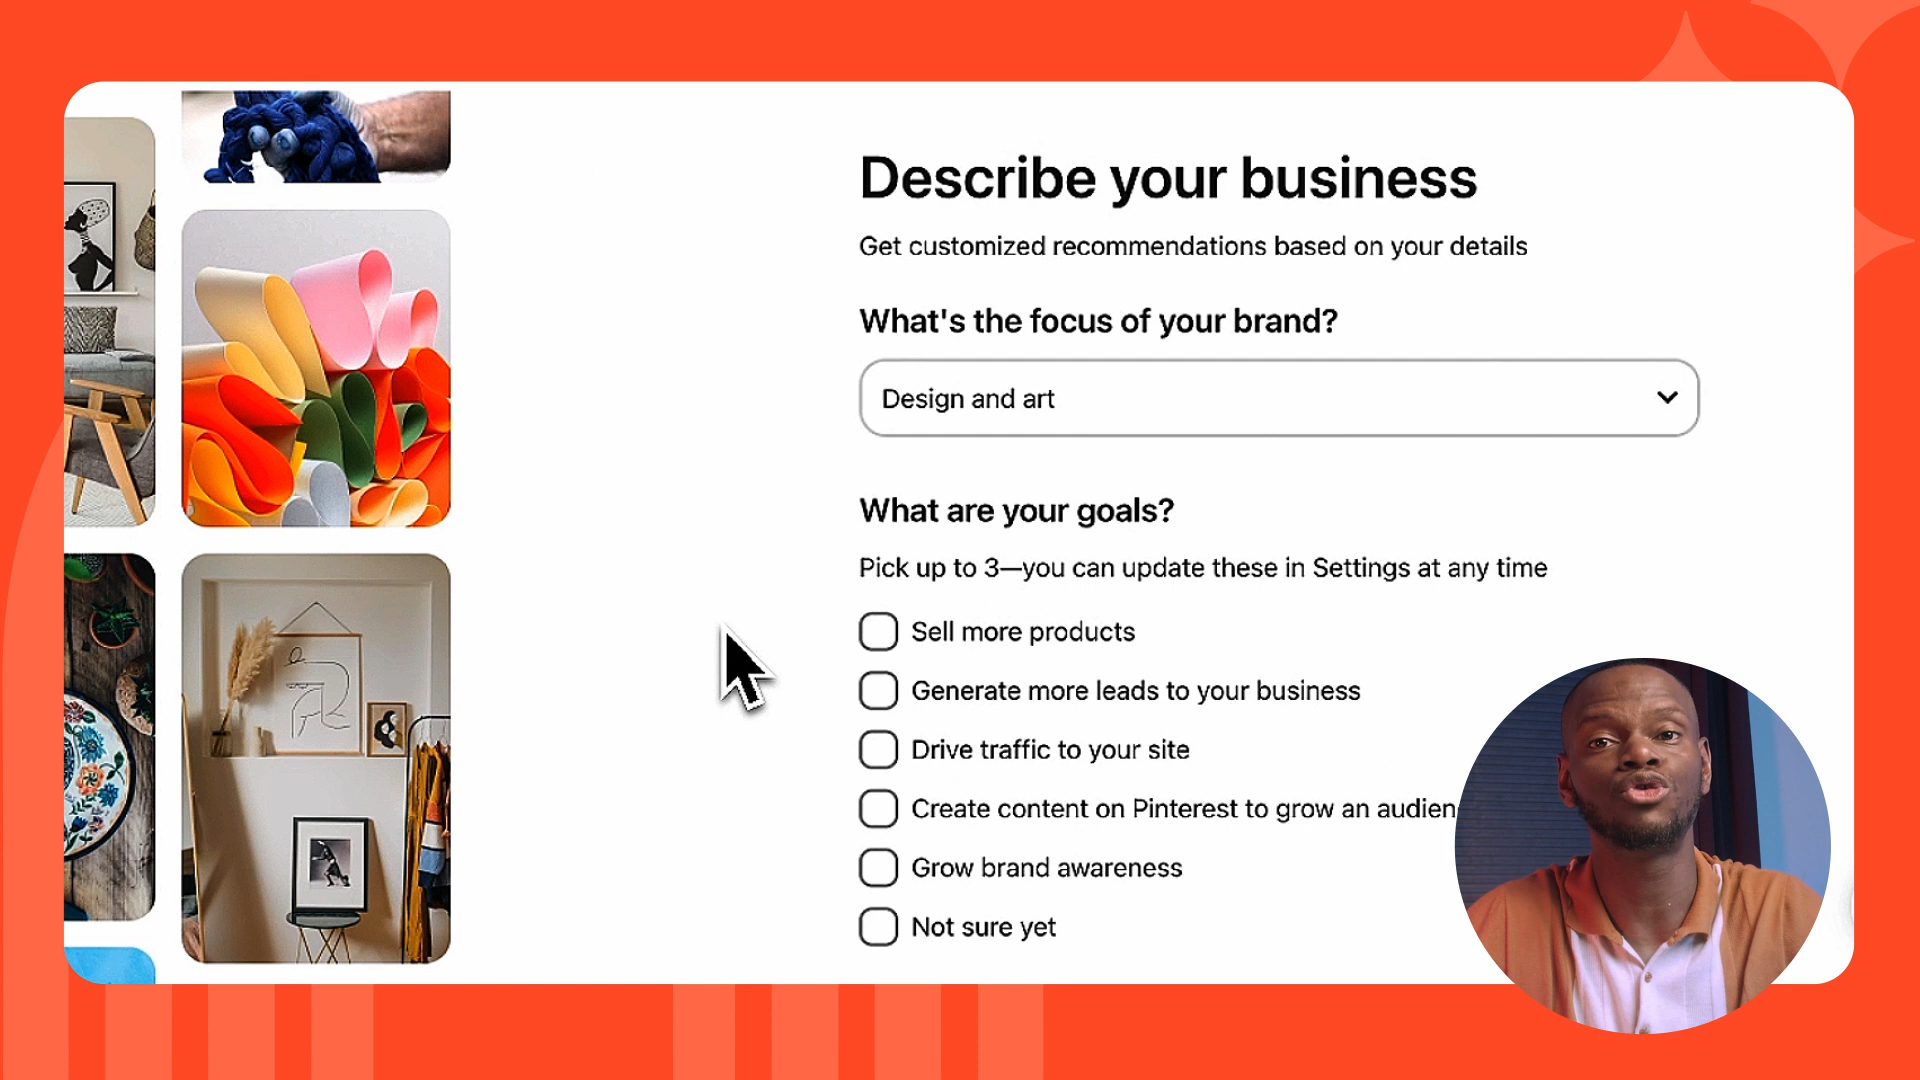 Describe your business
Get customized recommendations based on your details
What's the focus of your brand?
Design and art
What are your goals?
Pick up to 3—you can update these in Settings at any time
Sell more products
Generate more leads to your business
Drive traffic to your site
Create content on Pinterest to grow an audien
Grow brand awareness
Not sure yet